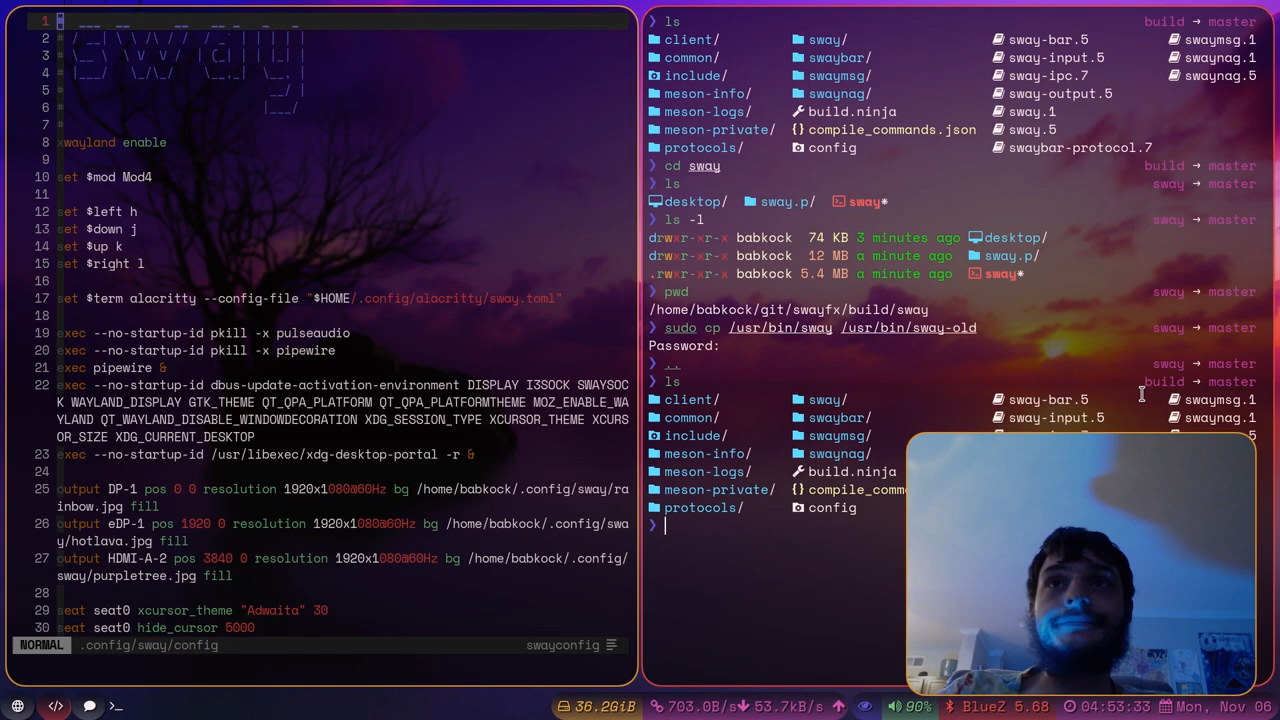 1 #
2 #
3 #
4 #
5 #
6 #
7 #
8 xwayland enable
9
10 set $mod Mod4
11
12 set $left h
13 set $down j
14 set $up k
15 set $right l
16
17 set $term alacritty --config-file "$HOME/.config/alacritty/sway.toml"
18
19 exec --no-startup-id pkill -x pulseaudio
20 exec --no-startup-id pkill -x pipewire
21 exec pipewire &
22 exec --no-startup-id dbus-update-activation-environment DISPLAY I3SOCK SWAYSOC
K WAYLAND_DISPLAY GTK_THEME QT_QPA_PLATFORM QT_QPA_PLATFORMTHEME MOZ_ENABLE_WA
YLAND QT_WAYLAND_DISABLE_WINDOWDECORATION XDG_SESSION_TYPE XCURSOR_THEME XCURS
OR_SIZE XDG_CURRENT_DESKTOP
23 exec --no-startup-id /usr/libexec/xdg-desktop-portal -r &
24
25 output DP-1 pos 0 0 resolution 1920x1080@60Hz bg /home/babkock/.config/sway/ra
inbow.jpg fill
26 output eDP-1 pos 1920 0 resolution 1920x1080@60Hz bg /home/babkock/.config/swa
y/hotlava.jpg fill
27 output HDMI-A-2 pos 3840 0 resolution 1920x1080@60Hz bg /home/babkock/.config/
sway/purpletree.jpg fill
28
29 seat seat0 xcursor_theme "Adwaita" 30
30 seat seat0 hide_cursor 5000
NORMAL .config/sway/config swayconfig
❯ ls build → master
client/ sway/ sway-bar.5 swaymsg.1
common/ swaybar/ sway-input.5 swaynag.1
include/ swaymsg/ sway-ipc.7 swaynag.5
meson-info/ swaynag/ sway-output.5
meson-logs/ build.ninja sway.1
meson-private/ {} compile_commands.json sway.5
protocols/ config swaybar-protocol.7
❯ cd sway build → master
❯ ls sway → master
desktop/ sway.p/ sway*
❯ ls -l sway → master
drwxr-xr-x babkock 74 KB 3 minutes ago desktop/
drwxr-xr-x babkock 12 MB a minute ago sway.p/
.rwxr-xr-x babkock 5.4 MB a minute ago sway*
❯ pwd sway → master
/home/babkock/git/swayfx/build/sway
❯ sudo cp /usr/bin/sway /usr/bin/sway-old sway → master
Password:
❯ .. sway → master
❯ ls build → master
client/ sway/ sway-bar.5 swaymsg.1
common/ swaybar/ sway-input.5 swaynag.1
include/ swaymsg/ 5
meson-info/ swaynag/
meson-logs/ build.ninja
meson-private/ {} compile_comm
protocols/ config
❯
</> >_ 36.2GiB 703.0B/s 53.7kB/s 90% BlueZ 5.68 04:53:33 Mon, Nov 06